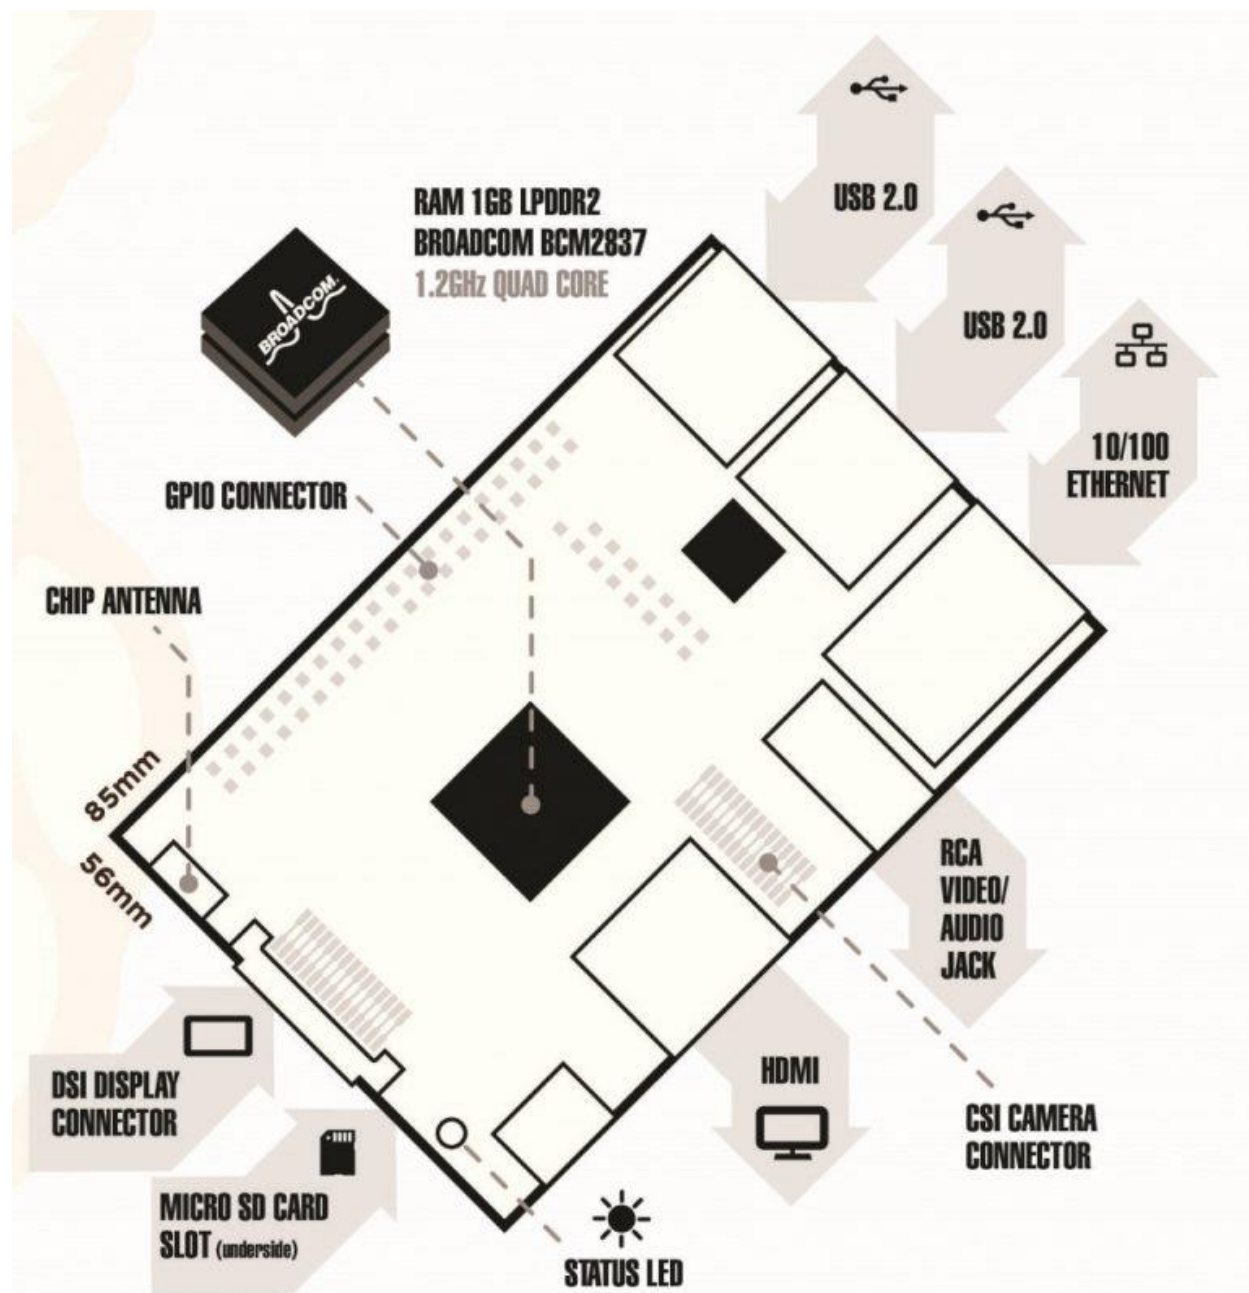 USB 2.0
RAM 1GB LPDDR2
BROADCOM BCM2837
1.2GHz QUAD CORE
BROADCOM.
USB 2.0
10/100
ETHERNET
GPIO CONNECTOR
CHIP ANTENNA
85mm
56mm
RCA
VIDEO/
AUDIO
JACK
HDMI
DSI DISPLAY
CONNECTOR
CSI CAMERA
CONNECTOR
MICRO SD CARD
SLOT (underside)
STATUS LED